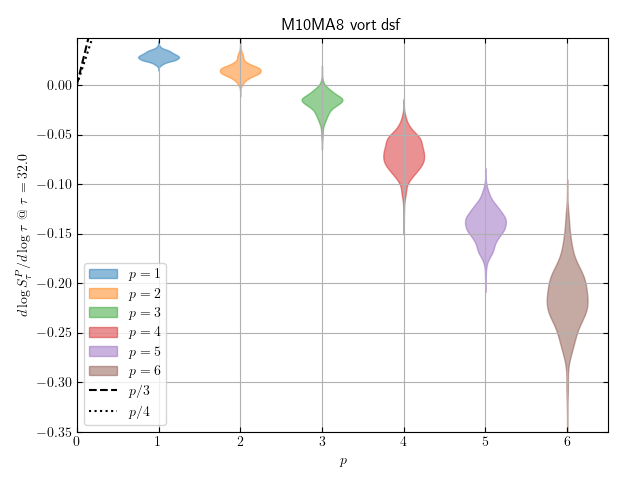 M10MA8 vort dsf
d log S_τ^P / d log τ @ τ = 32.0
0.00
−0.05
−0.10
−0.15
−0.20
−0.25
−0.30
−0.35
p = 1
p = 2
p = 3
p = 4
p = 5
p = 6
p/3
p/4
0 1 2 3 4 5 6
p